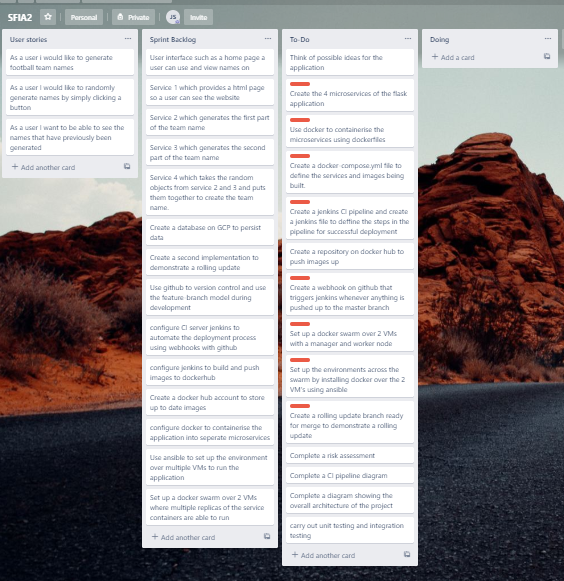 SFIA2
Personal
Private
JS
Invite
User stories
As a user i would like to generate
football team names
As a user I would like to randomly
generate names by simply clicking a
button
As a user I want to be able to see the
names that have previously been
generated
+ Add another card
Sprint Backlog
User interface such as a home page a
user can use and view names on
Service 1 which provides a html page
so a user can see the website
Service 2 which generates the first part
of the team name
Service 3 which generates the second
part of the team name
Service 4 which takes the random
objects from service 2 and 3 and puts
them together to create the team
name.
Create a database on GCP to persist
data
Create a second implementation to
demonstrate a rolling update
Use github to version control and use
the feature-branch model during
development
configure CI server jenkins to
automate the deployment process
using webhooks with github
configure jenkins to build and push
images to dockerhub
Create a docker hub account to store
up to date images
configure docker to containerise the
application into seperate microservices
Use ansible to set up the environment
over multiple VMs to run the
application
Set up a docker swarm over 2 VMs
where multiple replicas of the service
containers are able to run
+ Add another card
To-Do
Think of possible ideas for the
application
Create the 4 microservices of the flask
application
Use docker to containerise the
microservices using dockerfiles
Create a docker-compose.yml file to
define the services and images being
built.
Create a jenkins CI pipeline and create
a jenkins file to deffine the steps in the
pipeline for successful deployment
Create a repository on docker hub to
push images up
Create a webhook on github that
triggers jenkins whenever anything is
pushed up to the master branch
Set up a docker swarm over 2 VMs
with a manager and worker node
Set up the environments across the
swarm by installing docker over the 2
VM's using ansible
Create a rolling update branch ready
for merge to demonstrate a rolling
update
Complete a risk assessment
Complete a CI pipeline diagram
Complete a diagram showing the
overall architecture of the project
carry out unit testing and integration
testing
+ Add another card
Doing
+ Add a card